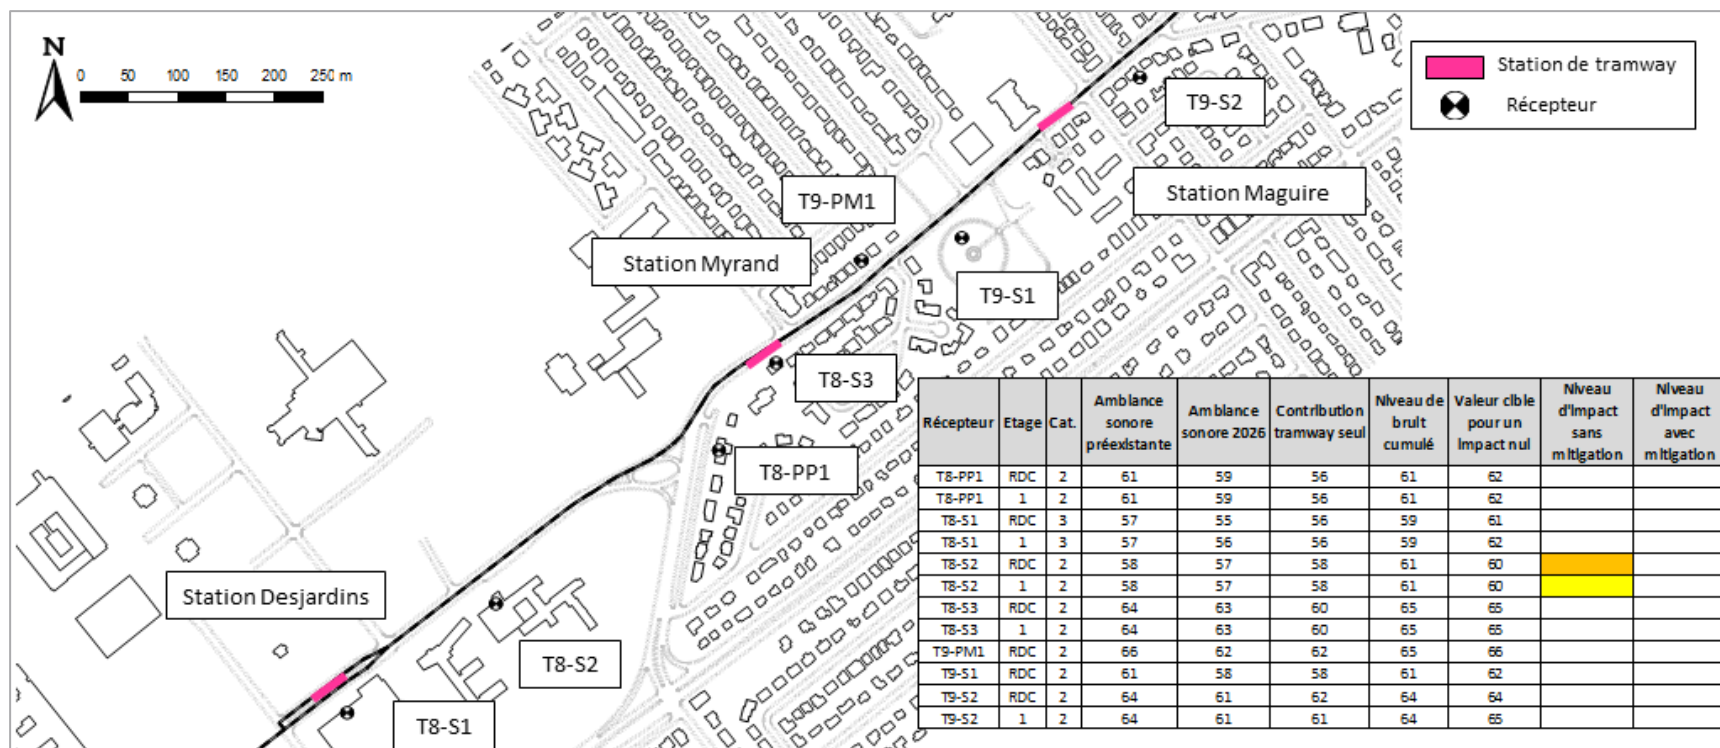 N
0 50 100 150 200 250 m
Station de tramway
Récepteur
T9-S2
Station Maguire
T9-PM1
Station Myrand
T9-S1
T8-S3
T8-PP1
Station Desjardins
T8-S2
T8-S1
Récepteur Etage Cat. Ambiance sonore préexistante Ambiance sonore 2026 Contribution tramway seul Niveau de bruit cumulé Valeur cible pour un impact nul Niveau d'impact sans mitigation Niveau d'impact avec mitigation
T8-PP1 RDC 2 61 59 56 61 62
T8-PP1 1 2 61 59 56 61 62
T8-S1 RDC 3 57 55 56 59 61
T8-S1 1 3 57 56 56 59 62
T8-S2 RDC 2 58 57 58 61 60
T8-S2 1 2 58 57 58 61 60
T8-S3 RDC 2 64 63 60 65 65
T8-S3 1 2 64 63 60 65 65
T9-PM1 RDC 2 66 62 62 65 66
T9-S1 RDC 2 61 58 58 61 62
T9-S2 RDC 2 64 61 62 64 64
T9-S2 1 2 64 61 61 64 65